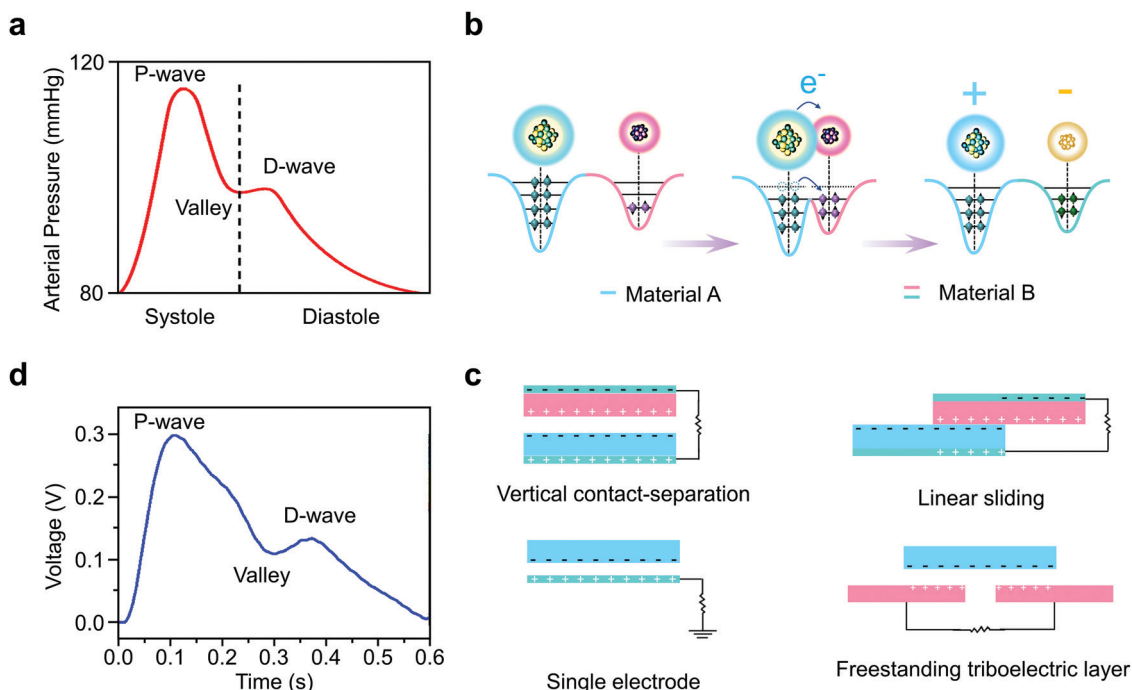 a
120
P-wave
D-wave
Valley
80
Arterial Pressure (mmHg)
Systole
Diastole
b
e-
+
-
Material A
Material B
d
P-wave
0.3
0.2
D-wave
0.1
Valley
0.0
Voltage (V)
0.0 0.1 0.2 0.3 0.4 0.5 0.6
Time (s)
c
- - - - - - - - - -
+ + + + + + + + + +
- - - - - - - - - -
+ + + + + + + + + +
Vertical contact-separation
- - - - - -
+ + + + + + + + + +
- - - - - - - - - -
+ + + + + +
Linear sliding
- - - - - - - - - -
+ + + + + + + + + +
Single electrode
- - - - - - - - - -
+ + + + + + + + + +
Freestanding triboelectric layer